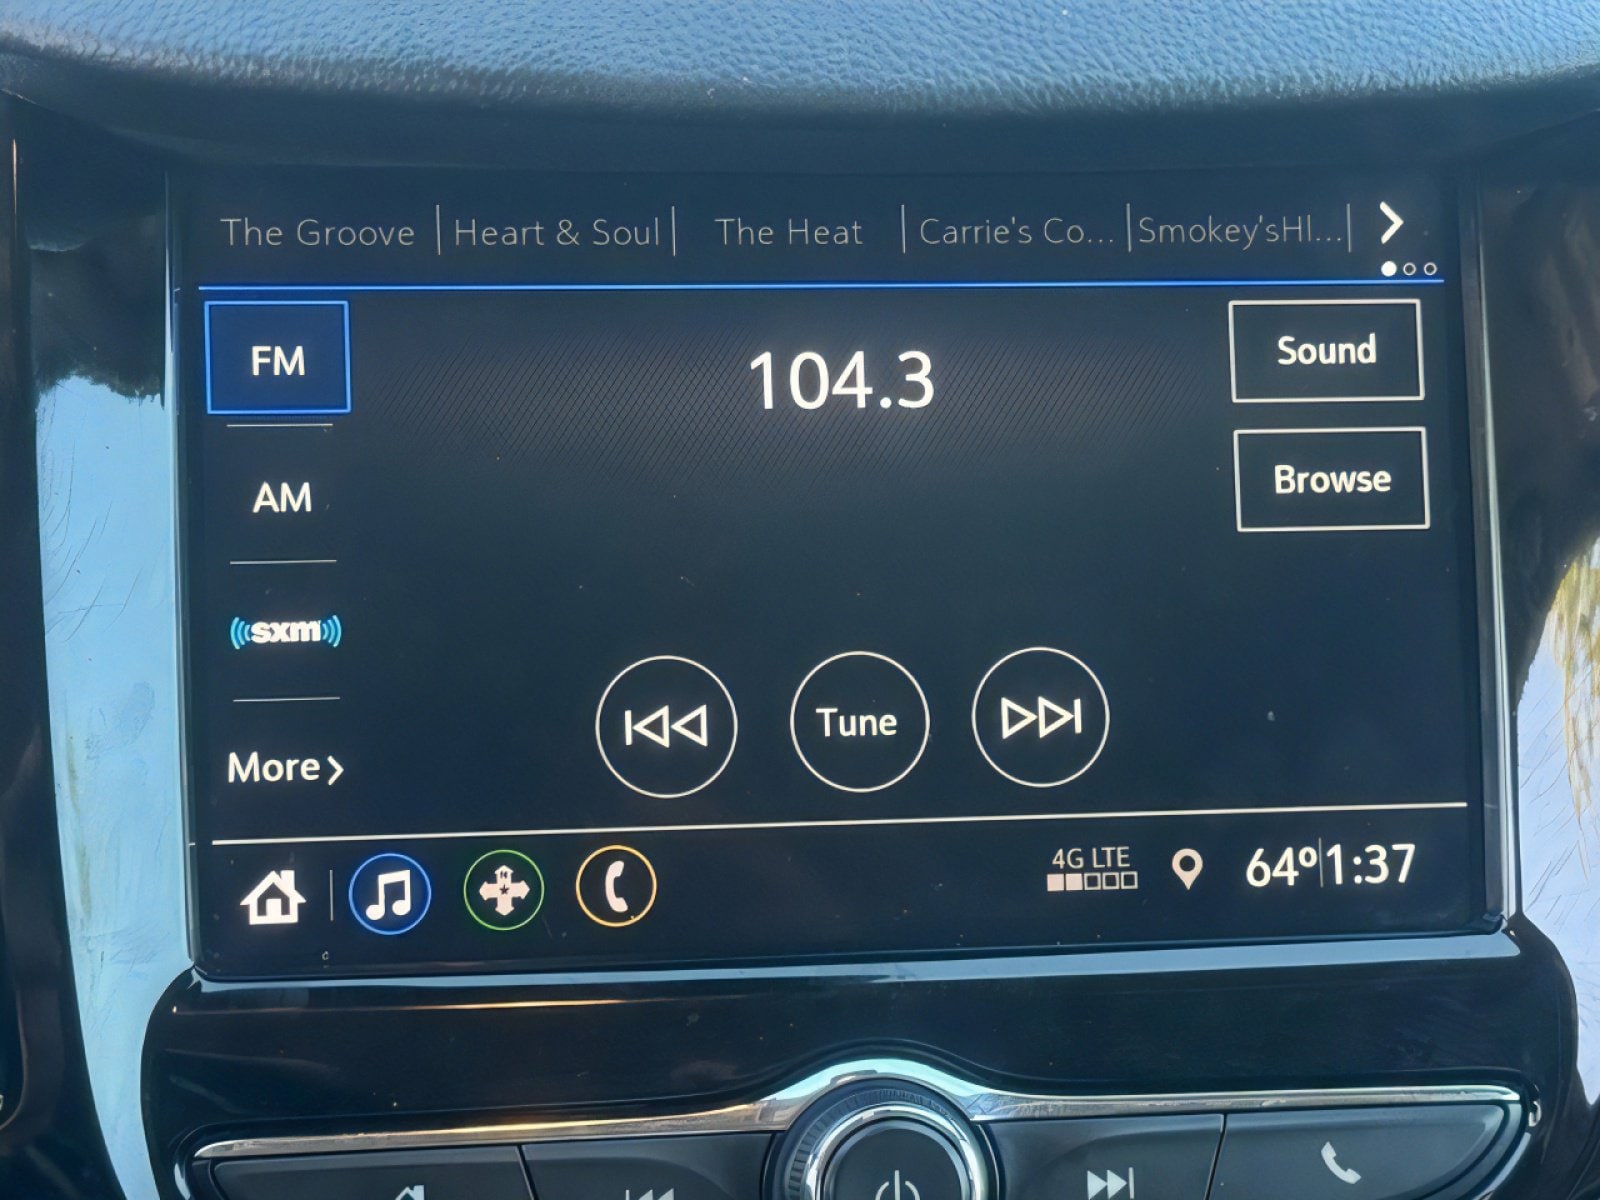 The Groove | Heart & Soul | The Heat | Carrie's Co... | Smokey'sHl... |
FM
104.3
Sound
AM
Browse
sxm
Tune
More
4G LTE
64° 1:37